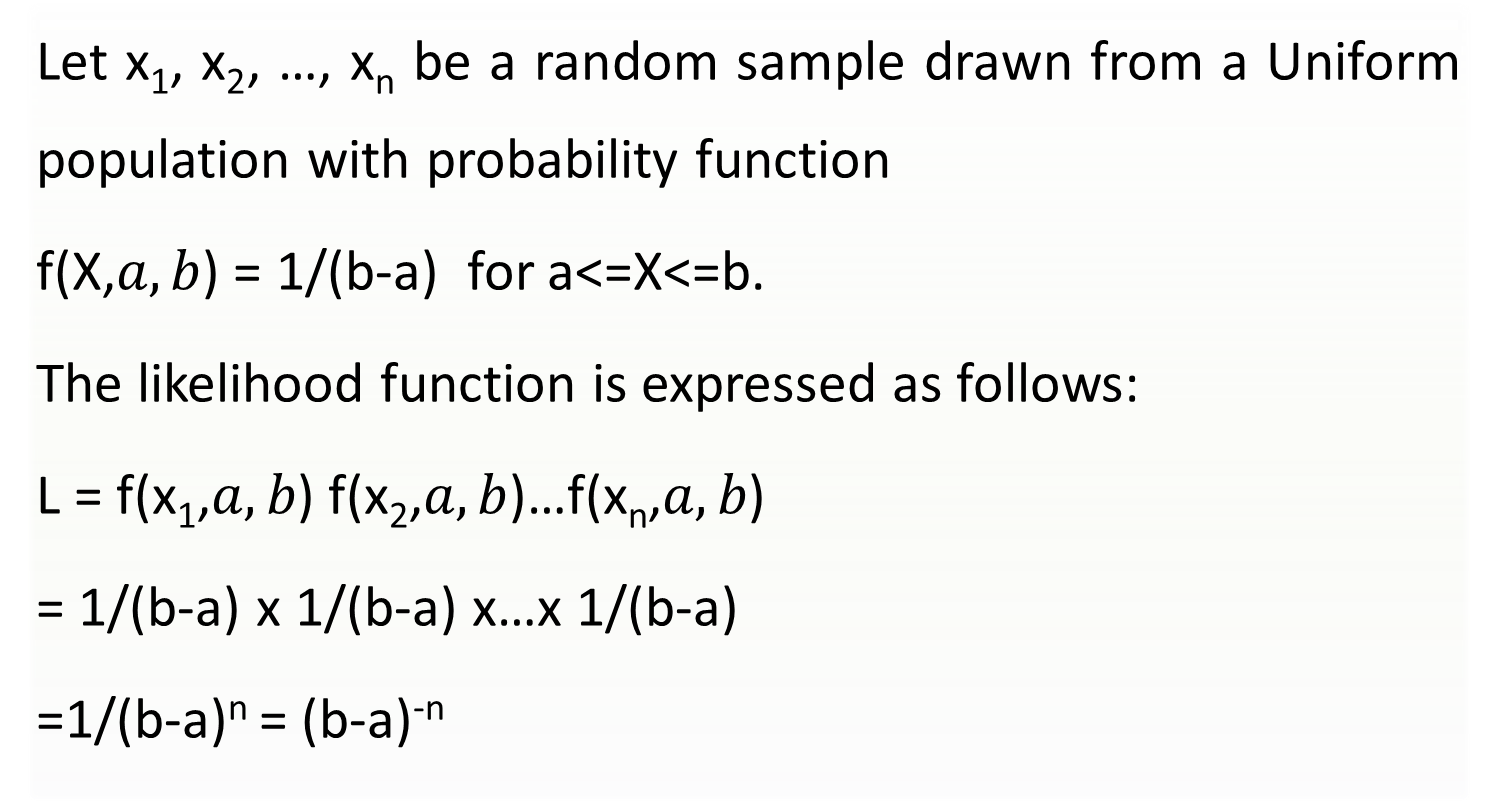 Let x₁, x₂, ..., xₙ be a random sample drawn from a Uniform
population with probability function
f(X,𝑎, 𝑏) = 1/(b-a)  for a<=X<=b.
The likelihood function is expressed as follows:
L = f(x₁,𝑎, 𝑏) f(x₂,𝑎, 𝑏)...f(xₙ,𝑎, 𝑏)
= 1/(b-a) x 1/(b-a) x...x 1/(b-a)
=1/(b-a)ⁿ = (b-a)⁻ⁿ